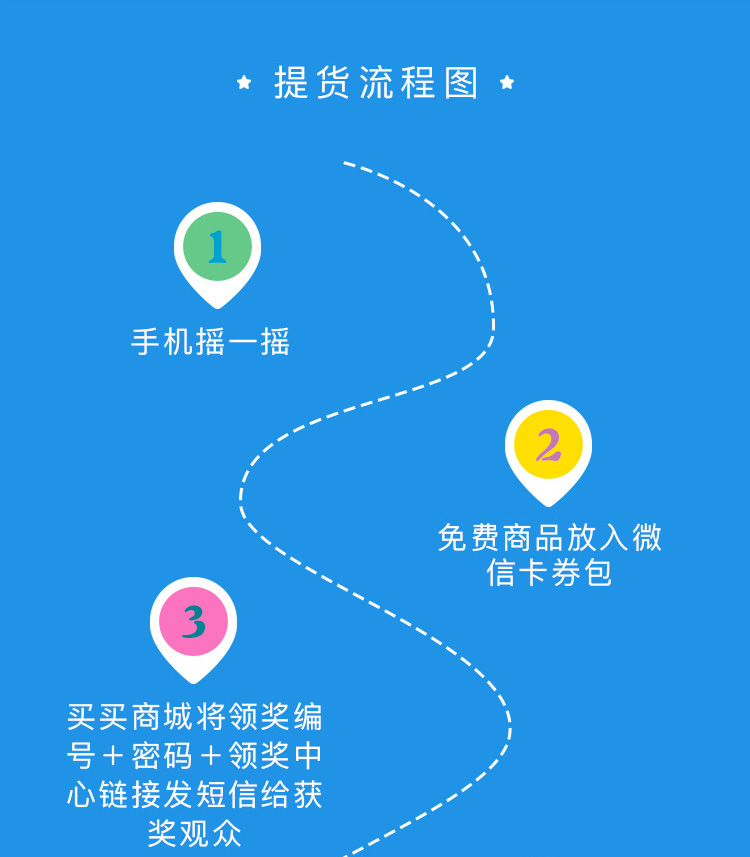 提货流程图
1
手机摇一摇
2
免费商品放入微
信卡券包
3
买买商城将领奖编
号＋密码＋领奖中
心链接发短信给获
奖观众